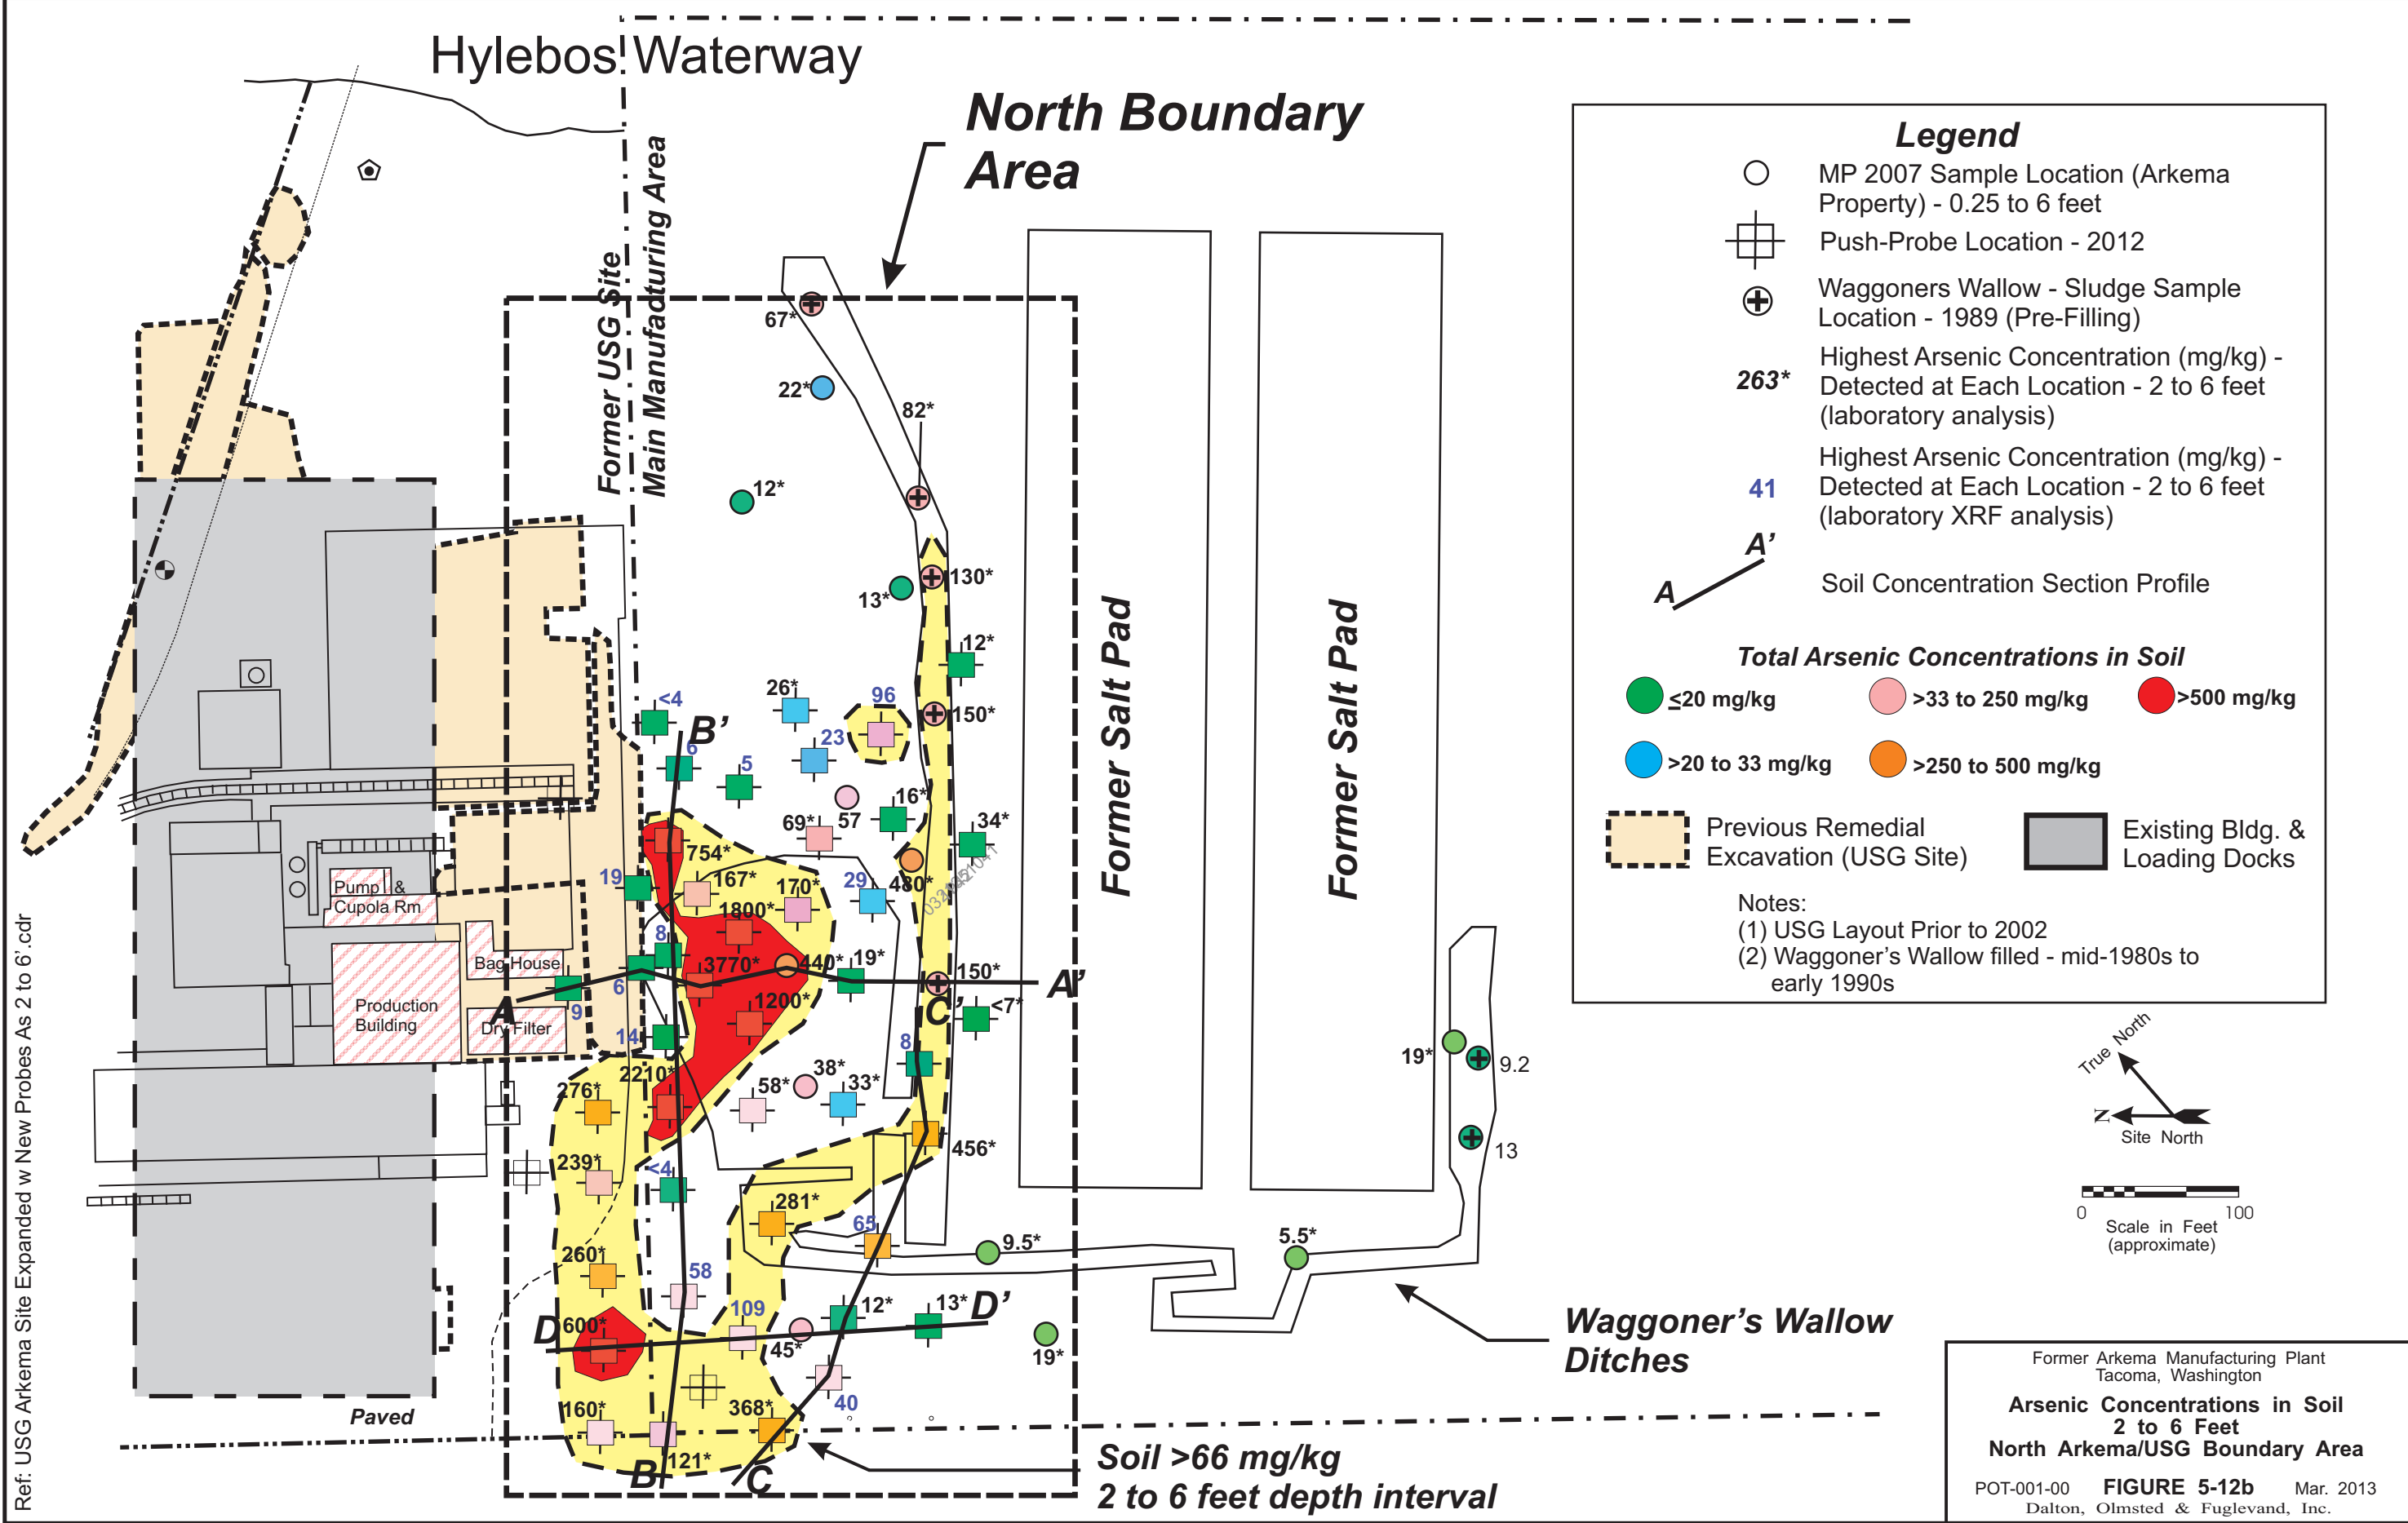 Hylebos Waterway
North Boundary
Area
Former USG Site
Main Manufacturing Area
Former Salt Pad
Former Salt Pad
67*
22*
82*
12*
130*
13*
12*
<4
26*
96
150*
B’
6
23
5
57
16*
69*
34*
754*
19
167*
170*
29
480*
1800*
8
3770*
440*
19*
150*
A’
6
A
9
1200*
C’
<7*
14
8
19*
9.2
2210*
58*
38*
33*
276*
456*
13
239*
<4
281*
65
9.5*
5.5*
260*
58
109
12*
13*
D’
D
600*
45*
19*
40
160*
368*
121*
B
C
Pump &
Cupola Rm
Bag House
Production
Building
Dry Filter
Paved
Waggoner’s Wallow
Ditches
Soil >66 mg/kg
2 to 6 feet depth interval
Legend
MP 2007 Sample Location (Arkema
Property) - 0.25 to 6 feet
Push-Probe Location - 2012
Waggoners Wallow - Sludge Sample
Location - 1989 (Pre-Filling)
263*
Highest Arsenic Concentration (mg/kg) -
Detected at Each Location - 2 to 6 feet
(laboratory analysis)
41
Highest Arsenic Concentration (mg/kg) -
Detected at Each Location - 2 to 6 feet
(laboratory XRF analysis)
A’
A
Soil Concentration Section Profile
Total Arsenic Concentrations in Soil
≤20 mg/kg
>33 to 250 mg/kg
>500 mg/kg
>20 to 33 mg/kg
>250 to 500 mg/kg
Previous Remedial
Excavation (USG Site)
Existing Bldg. &
Loading Docks
Notes:
(1) USG Layout Prior to 2002
(2) Waggoner’s Wallow filled - mid-1980s to
early 1990s
True North
N
Site North
0 100
Scale in Feet
(approximate)
Former Arkema Manufacturing Plant
Tacoma, Washington
Arsenic Concentrations in Soil
2 to 6 Feet
North Arkema/USG Boundary Area
POT-001-00 FIGURE 5-12b Mar. 2013
Dalton, Olmsted & Fuglevand, Inc.
Ref: USG Arkema Site Expanded w New Probes As 2 to 6’.cdr